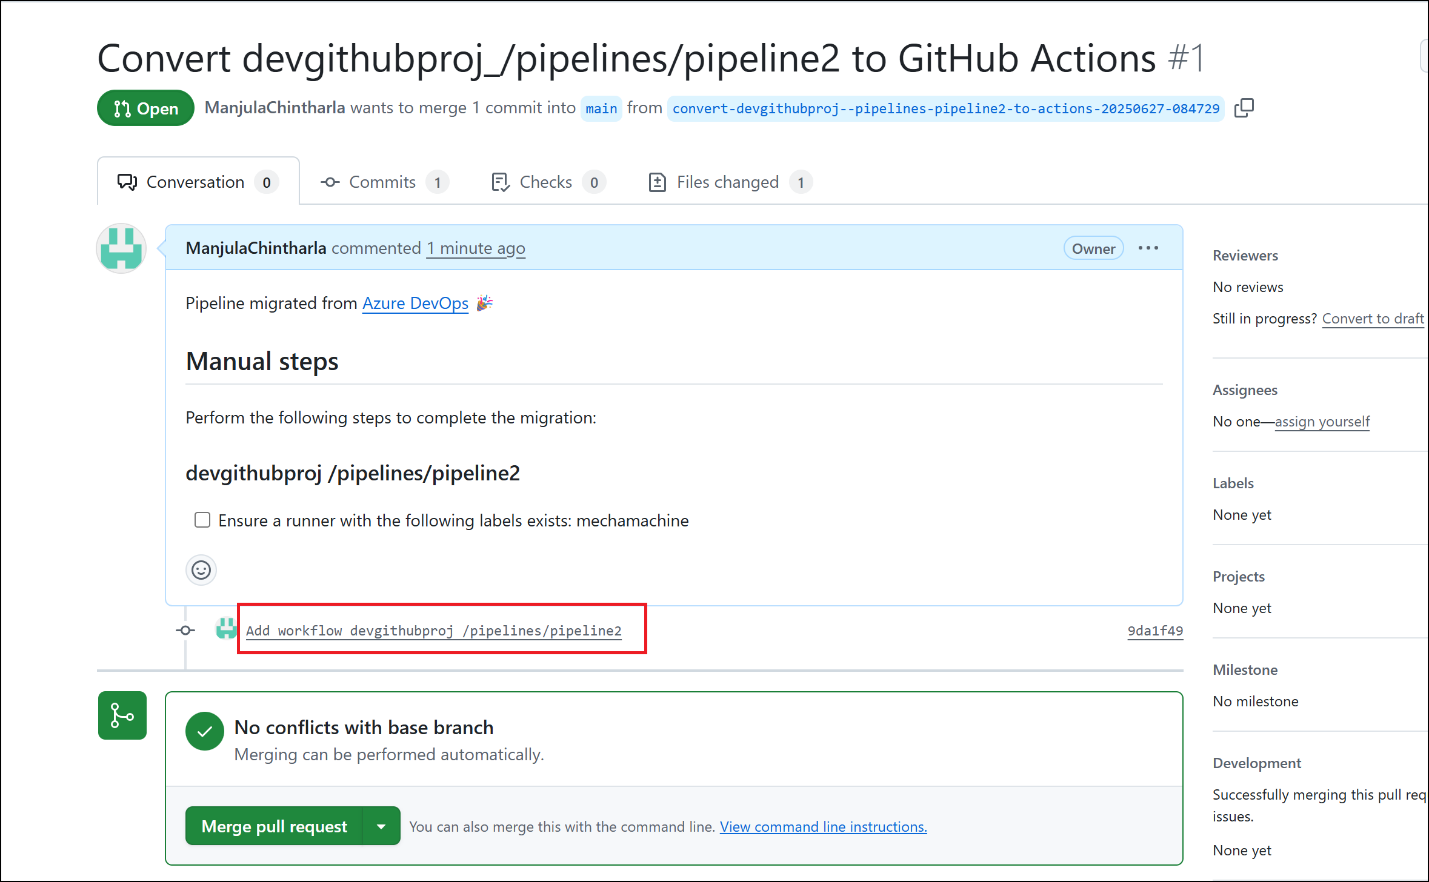 Convert devgithubproj_/pipelines/pipeline2 to GitHub Actions #1
Open ManjulaChintharla wants to merge 1 commit into main from convert-devgithubproj--pipelines-pipeline2-to-actions-20250627-084729
Conversation 0 Commits 1 Checks 0 Files changed 1
ManjulaChintharla commented 1 minute ago Owner
Pipeline migrated from Azure DevOps 🎉
Manual steps
Perform the following steps to complete the migration:
devgithubproj /pipelines/pipeline2
Ensure a runner with the following labels exists: mechamachine
Add workflow devgithubproj /pipelines/pipeline2 9da1f49
No conflicts with base branch
Merging can be performed automatically.
Merge pull request You can also merge this with the command line. View command line instructions.
Reviewers
No reviews
Still in progress? Convert to draft
Assignees
No one—assign yourself
Labels
None yet
Projects
None yet
Milestone
No milestone
Development
Successfully merging this pull req
issues.
None yet